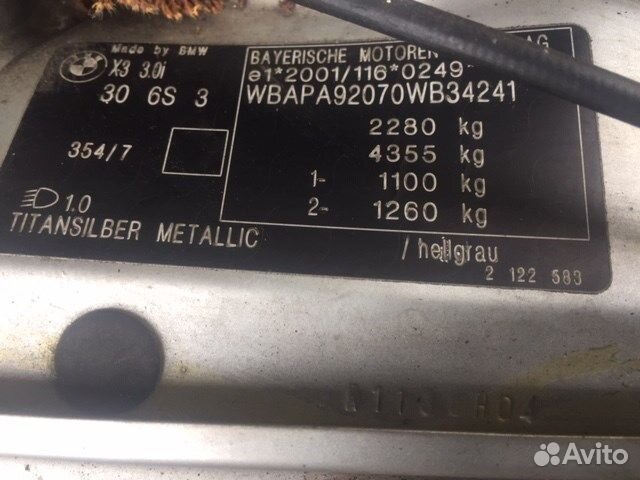 Made by BMW
X3 3.0i
30 6S 3
354/7
1.0
TITANSILBER METALLIC
BAYERISCHE MOTOREN AG
e1*2001/116*0249*
WBAPA92070WB34241
2280 kg
4355 kg
1- 1100 kg
2- 1260 kg
/hellgrau
2 122 583
Avito